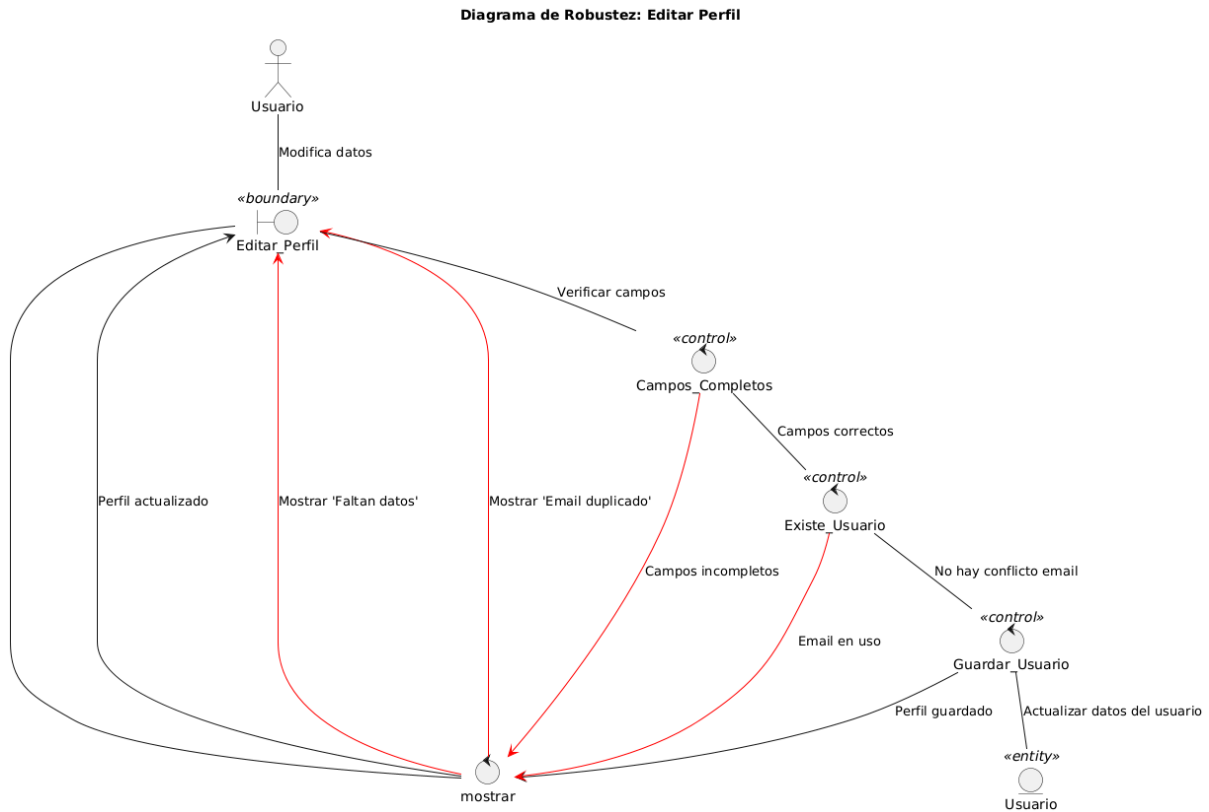 Diagrama de Robustez: Editar Perfil
Usuario
Modifica datos
«boundary»
Editar_Perfil
Verificar campos
«control»
Campos_Completos
Campos correctos
«control»
Existe_Usuario
Perfil actualizado
Mostrar 'Faltan datos'
Mostrar 'Email duplicado'
Campos incompletos
No hay conflicto email
«control»
Guardar_Usuario
Email en uso
Perfil guardado
Actualizar datos del usuario
«entity»
Usuario
mostrar